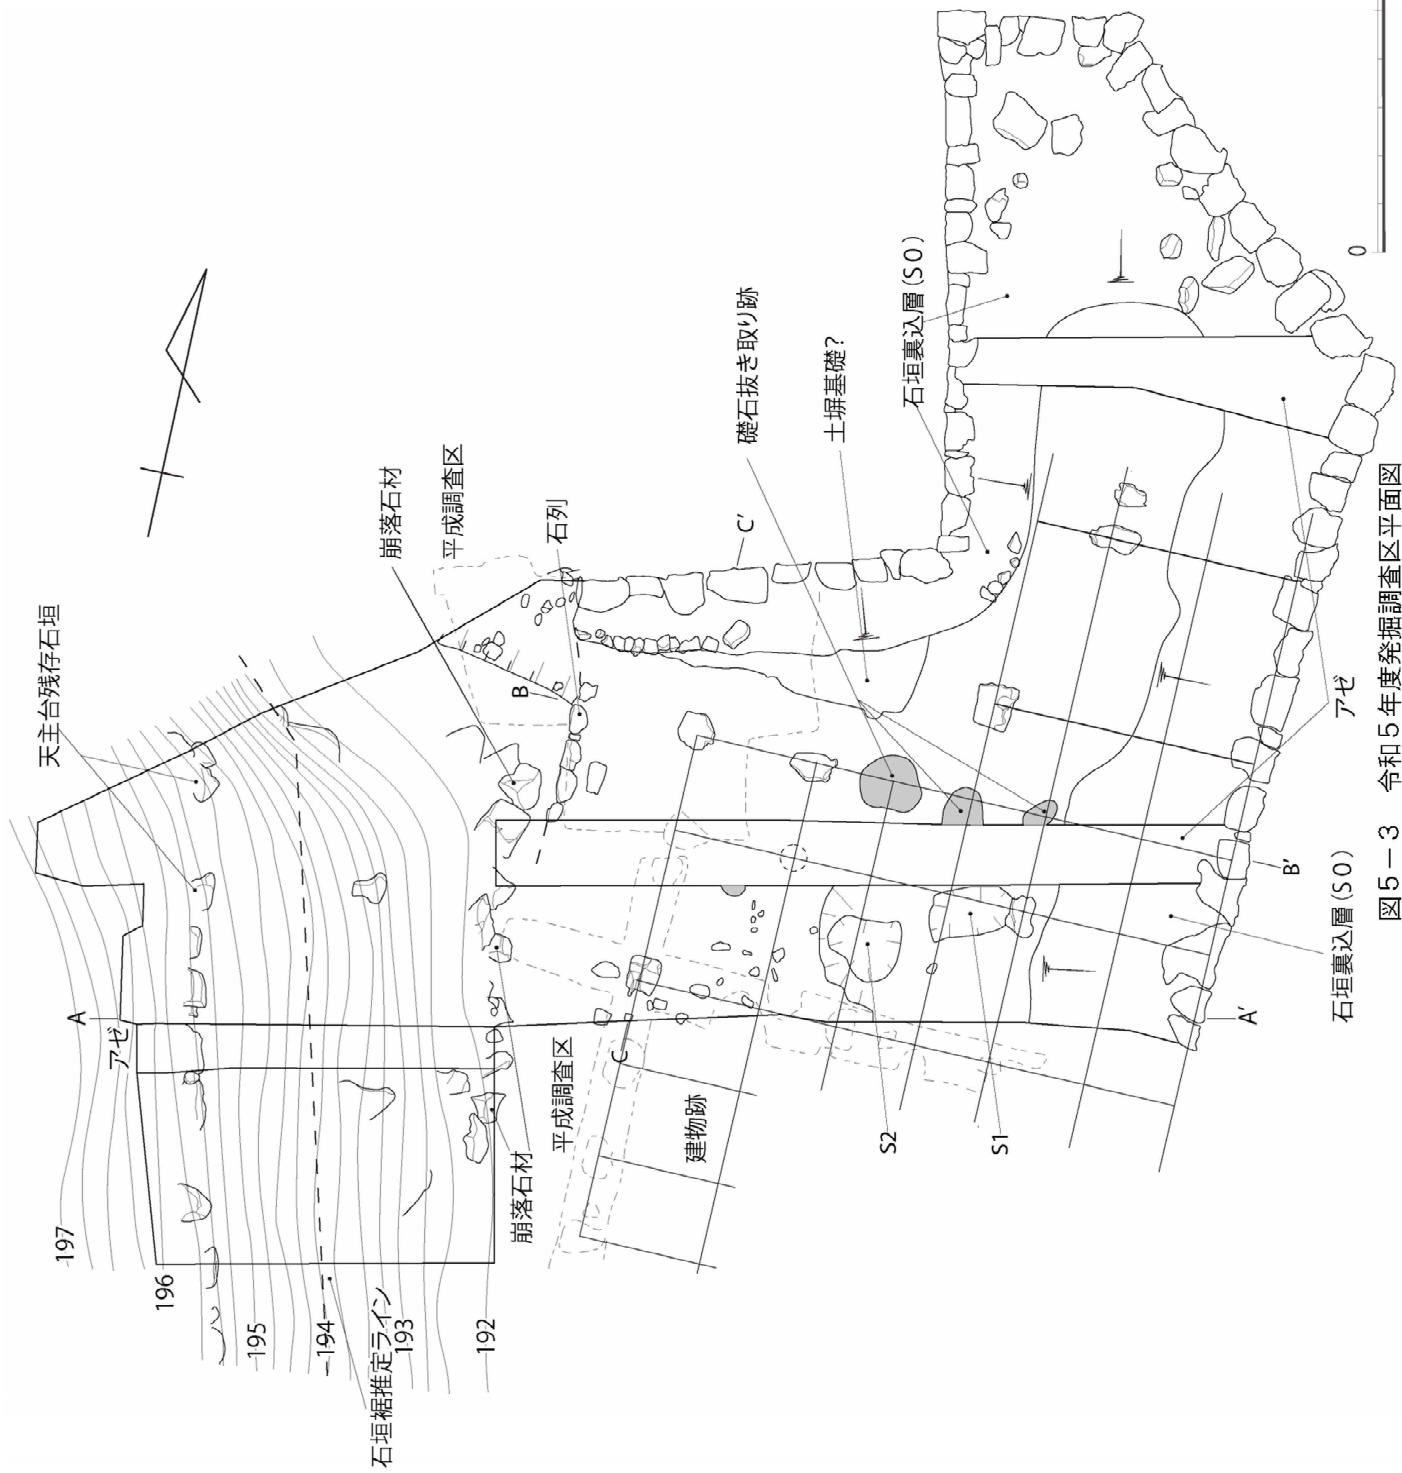 天主台残存石垣
崩落石材
平成調査区
石列
C'
礎石抜き取り跡
土塀基礎?
石垣裏込層(S0)
0
B
A
アゼ
197
196
195
194
193
192
石垣裾推定ライン
崩落石材
平成調査区
C
建物跡
S2
S1
A'
B'
石垣裏込層(S0)
アゼ
図5-3 令和5年度発掘調査区平面図